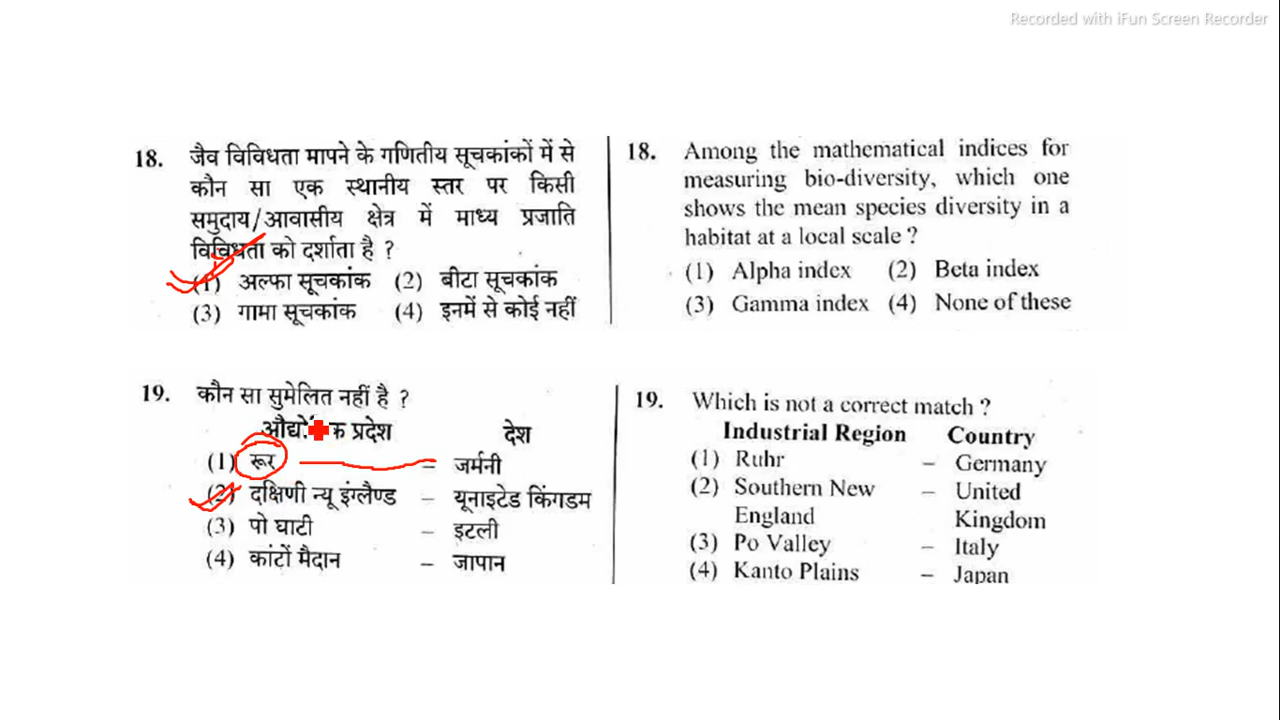 Recorded with iFun Screen Recorder
18. जैव विविधता मापने के गणितीय सूचकांकों में से
कौन सा एक स्थानीय स्तर पर किसी
समुदाय/आवासीय क्षेत्र में माध्य प्रजाति
विविधता को दर्शाता है ?
(1) अल्फा सूचकांक (2) बीटा सूचकांक
(3) गामा सूचकांक (4) इनमें से कोई नहीं
18. Among the mathematical indices for
measuring bio-diversity, which one
shows the mean species diversity in a
habitat at a local scale ?
(1) Alpha index (2) Beta index
(3) Gamma index (4) None of these
19. कौन सा सुमेलित नहीं है ?
प्रदेश देश
(1) रूर – जर्मनी
(2) दक्षिणी न्यू इंग्लैण्ड – यूनाइटेड किंगडम
(3) पो घाटी – इटली
(4) कांटों मैदान – जापान
19. Which is not a correct match ?
Industrial Region Country
(1) Ruhr – Germany
(2) Southern New – United
England Kingdom
(3) Po Valley – Italy
(4) Kanto Plains – Japan